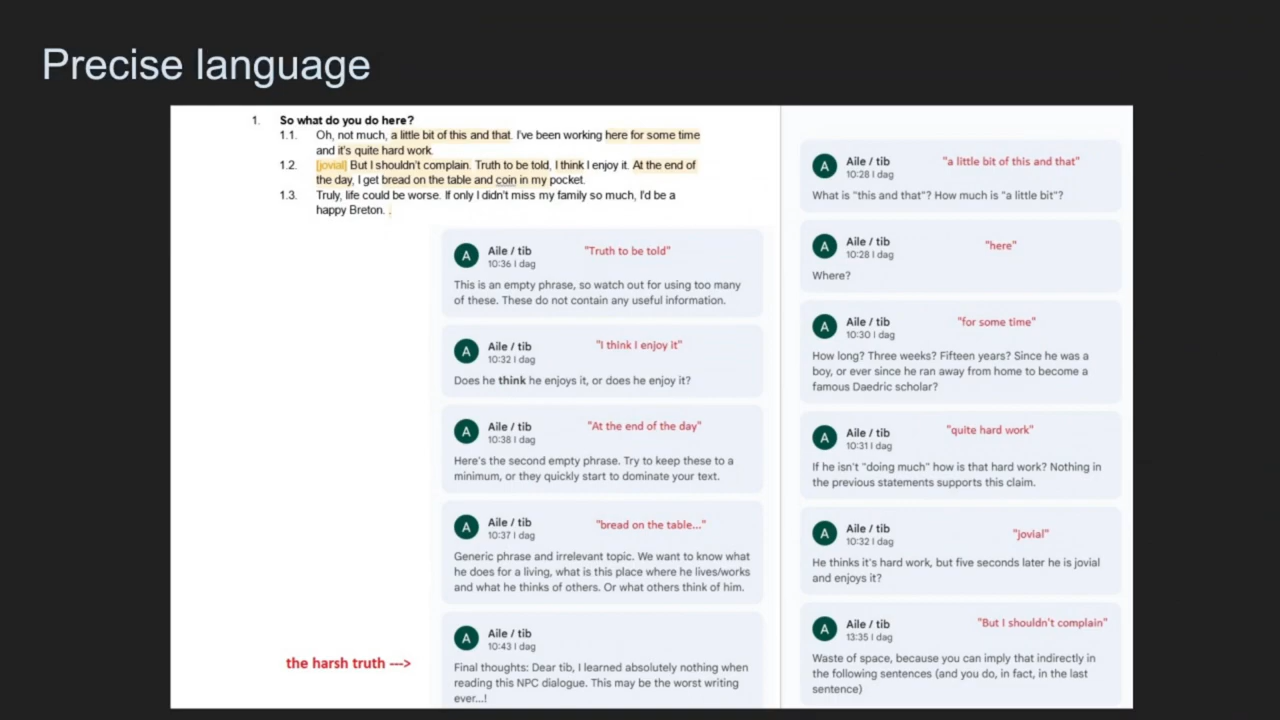 Precise language
1. So what do you do here?
1.1. Oh, not much, a little bit of this and that. I've been working here for some time
and it's quite hard work.
1.2. [jovial] But I shouldn't complain. Truth to be told, I think I enjoy it. At the end of
the day, I get bread on the table and coin in my pocket.
1.3. Truly, life could be worse. If only I didn't miss my family so much, I'd be a
happy Breton. .
A Aile / tib "Truth to be told"
10:36 I dag
This is an empty phrase, so watch out for using too many
of these. These do not contain any useful information.
A Aile / tib "I think I enjoy it"
10:32 I dag
Does he think he enjoys it, or does he enjoy it?
A Aile / tib "At the end of the day"
10:38 I dag
Here's the second empty phrase. Try to keep these to a
minimum, or they quickly start to dominate your text.
A Aile / tib "bread on the table..."
10:37 I dag
Generic phrase and irrelevant topic. We want to know what
he does for a living, what is this place where he lives/works
and what he thinks of others. Or what others think of him.
the harsh truth --->
A Aile / tib
10:43 I dag
Final thoughts: Dear tib, I learned absolutely nothing when
reading this NPC dialogue. This may be the worst writing
ever...!
A Aile / tib "a little bit of this and that"
10:28 I dag
What is "this and that"? How much is "a little bit"?
A Aile / tib "here"
10:28 I dag
Where?
A Aile / tib "for some time"
10:30 I dag
How long? Three weeks? Fifteen years? Since he was a
boy, or ever since he ran away from home to become a
famous Daedric scholar?
A Aile / tib "quite hard work"
10:31 I dag
If he isn't "doing much" how is that hard work? Nothing in
the previous statements supports this claim.
A Aile / tib "jovial"
10:32 I dag
He thinks it's hard work, but five seconds later he is jovial
and enjoys it?
A Aile / tib "But I shouldn't complain"
13:35 I dag
Waste of space, because you can imply that indirectly in
the following sentences (and you do, in fact, in the last
sentence)